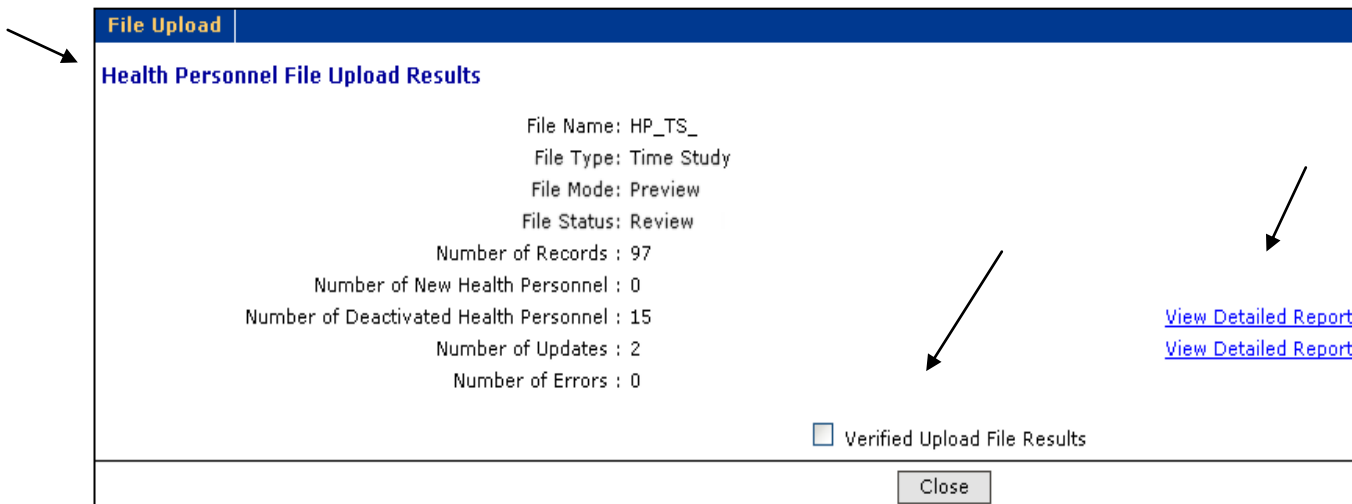 File Upload
Health Personnel File Upload Results
File Name: HP_TS_
File Type: Time Study
File Mode: Preview
File Status: Review
Number of Records : 97
Number of New Health Personnel : 0
Number of Deactivated Health Personnel : 15 View Detailed Report
Number of Updates : 2 View Detailed Report
Number of Errors : 0
Verified Upload File Results
Close